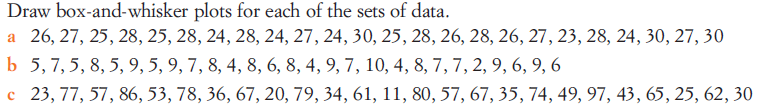 Draw box-and-whisker plots for each of the sets of data.
a 26, 27, 25, 28, 25, 28, 24, 28, 24, 27, 24, 30, 25, 28, 26, 28, 26, 27, 23, 28, 24, 30, 27, 30
b 5, 7, 5, 8, 5, 9, 5, 9, 7, 8, 4, 8, 6, 8, 4, 9, 7, 10, 4, 8, 7, 7, 2, 9, 6, 9, 6
c 23, 77, 57, 86, 53, 78, 36, 67, 20, 79, 34, 61, 11, 80, 57, 67, 35, 74, 49, 97, 43, 65, 25, 62, 30